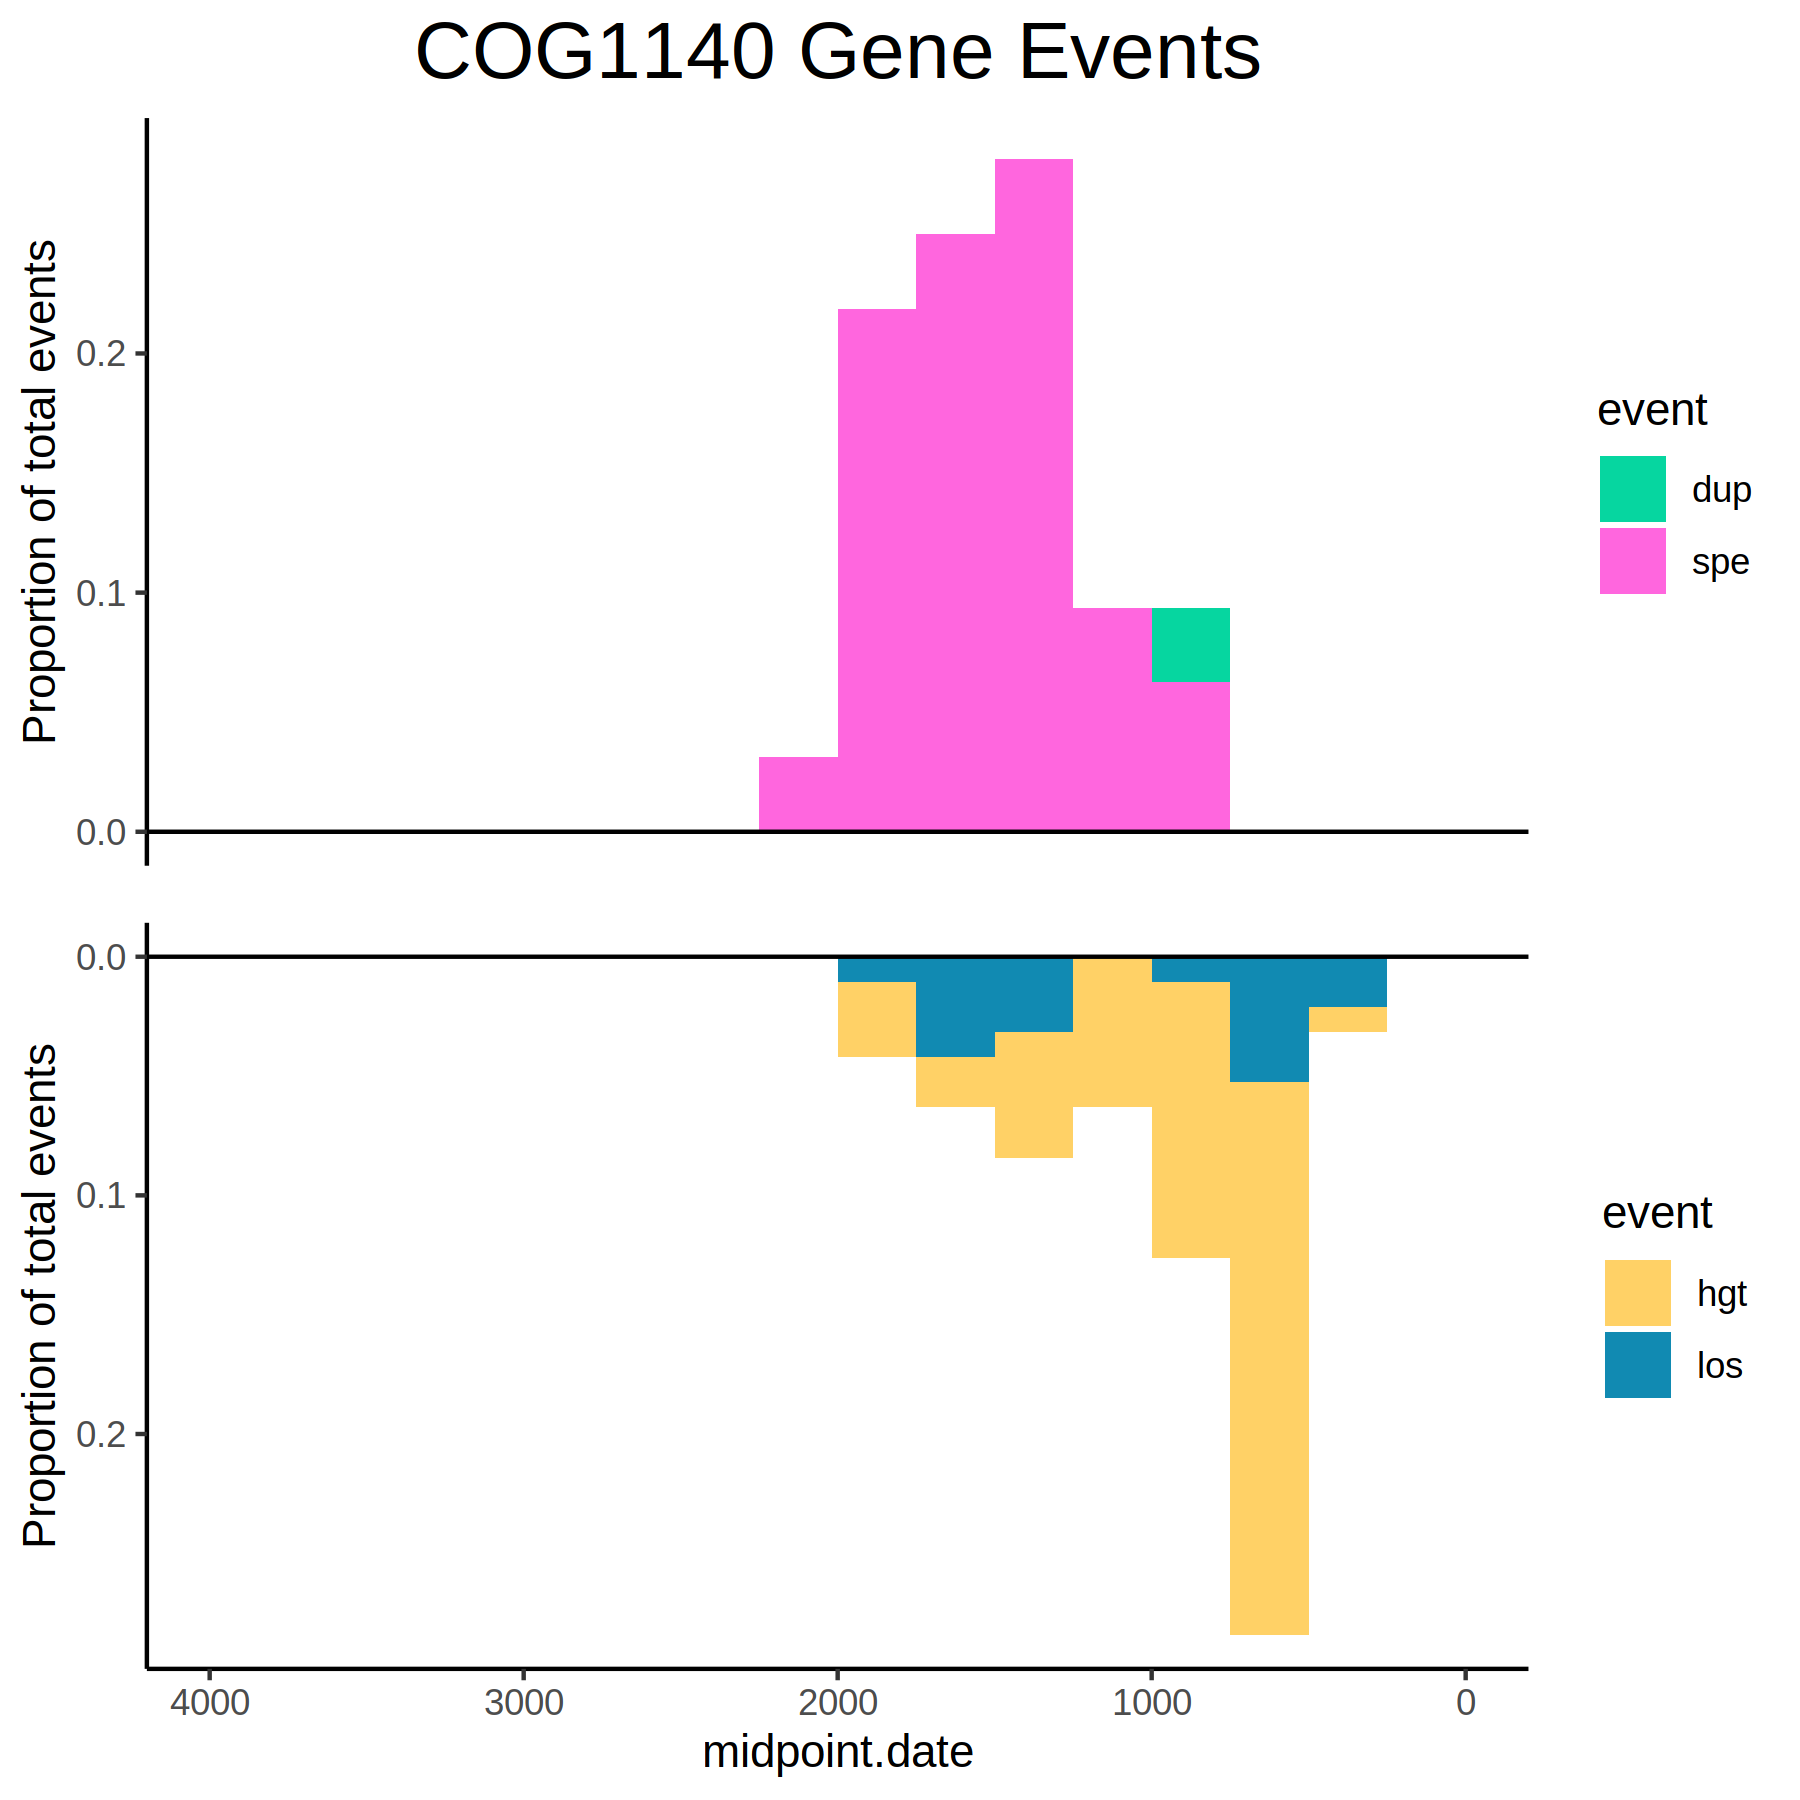 COG1140 Gene Events
Proportion of total events
0.2
0.1
0.0
event
dup
spe
Proportion of total events
0.0
0.1
0.2
event
hgt
los
4000 3000 2000 1000 0
midpoint.date